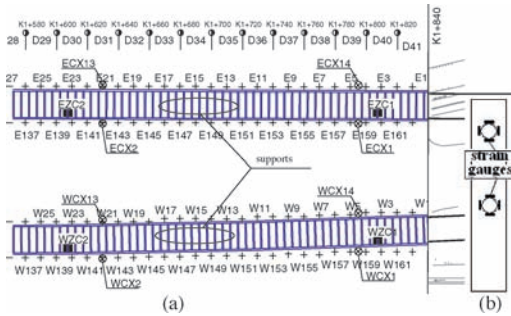 K1+580 K1+600 K1+620 K1+640 K1+660 K1+680 K1+700 K1+720 K1+740 K1+760 K1+780 K1+800 K1+820
28 D29 D30 D31 D32 D33 D34 D35 D36 D37 D38 D39 D40 D41
K1+840
ECX13 ECX14
27 E25 E23 E21 E19 E17 E15 E13 E11 E9 E7 E5 E3 E1
EZC2 EZC1
E137 E139 E141 E143 E145 E147 E149 E151 E153 E155 E157 E159 E161
ECX2 ECX1
supports
strain
gauges
WCX13 WCX14
W25 W23 W21 W19 W17 W15 W13 W11 W9 W7 W5 W3
WZC2 WZC1
W137 W139 W141 W143 W145 W147 W149 W151 W153 W155 W157 W159 W161
WCX2 WCX1
(a) (b)